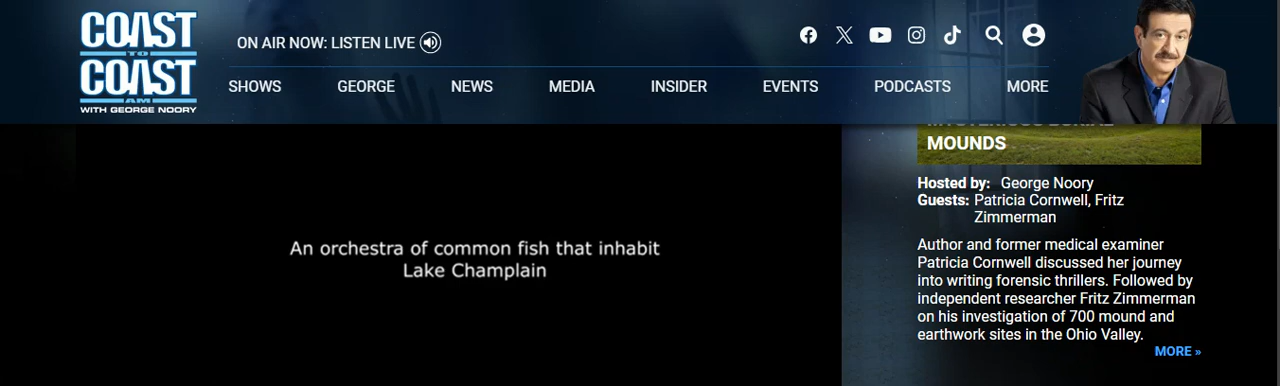 COAST
TO
COAST
AM
WITH GEORGE NOORY
ON AIR NOW: LISTEN LIVE
SHOWS
GEORGE
NEWS
MEDIA
INSIDER
EVENTS
PODCASTS
MORE
An orchestra of common fish that inhabit
Lake Champlain
MYSTERIOUS BURIAL
MOUNDS
Hosted by: George Noory
Guests: Patricia Cornwell, Fritz
Zimmerman
Author and former medical examiner
Patricia Cornwell discussed her journey
into writing forensic thrillers. Followed by
independent researcher Fritz Zimmerman
on his investigation of 700 mound and
earthwork sites in the Ohio Valley.
MORE »